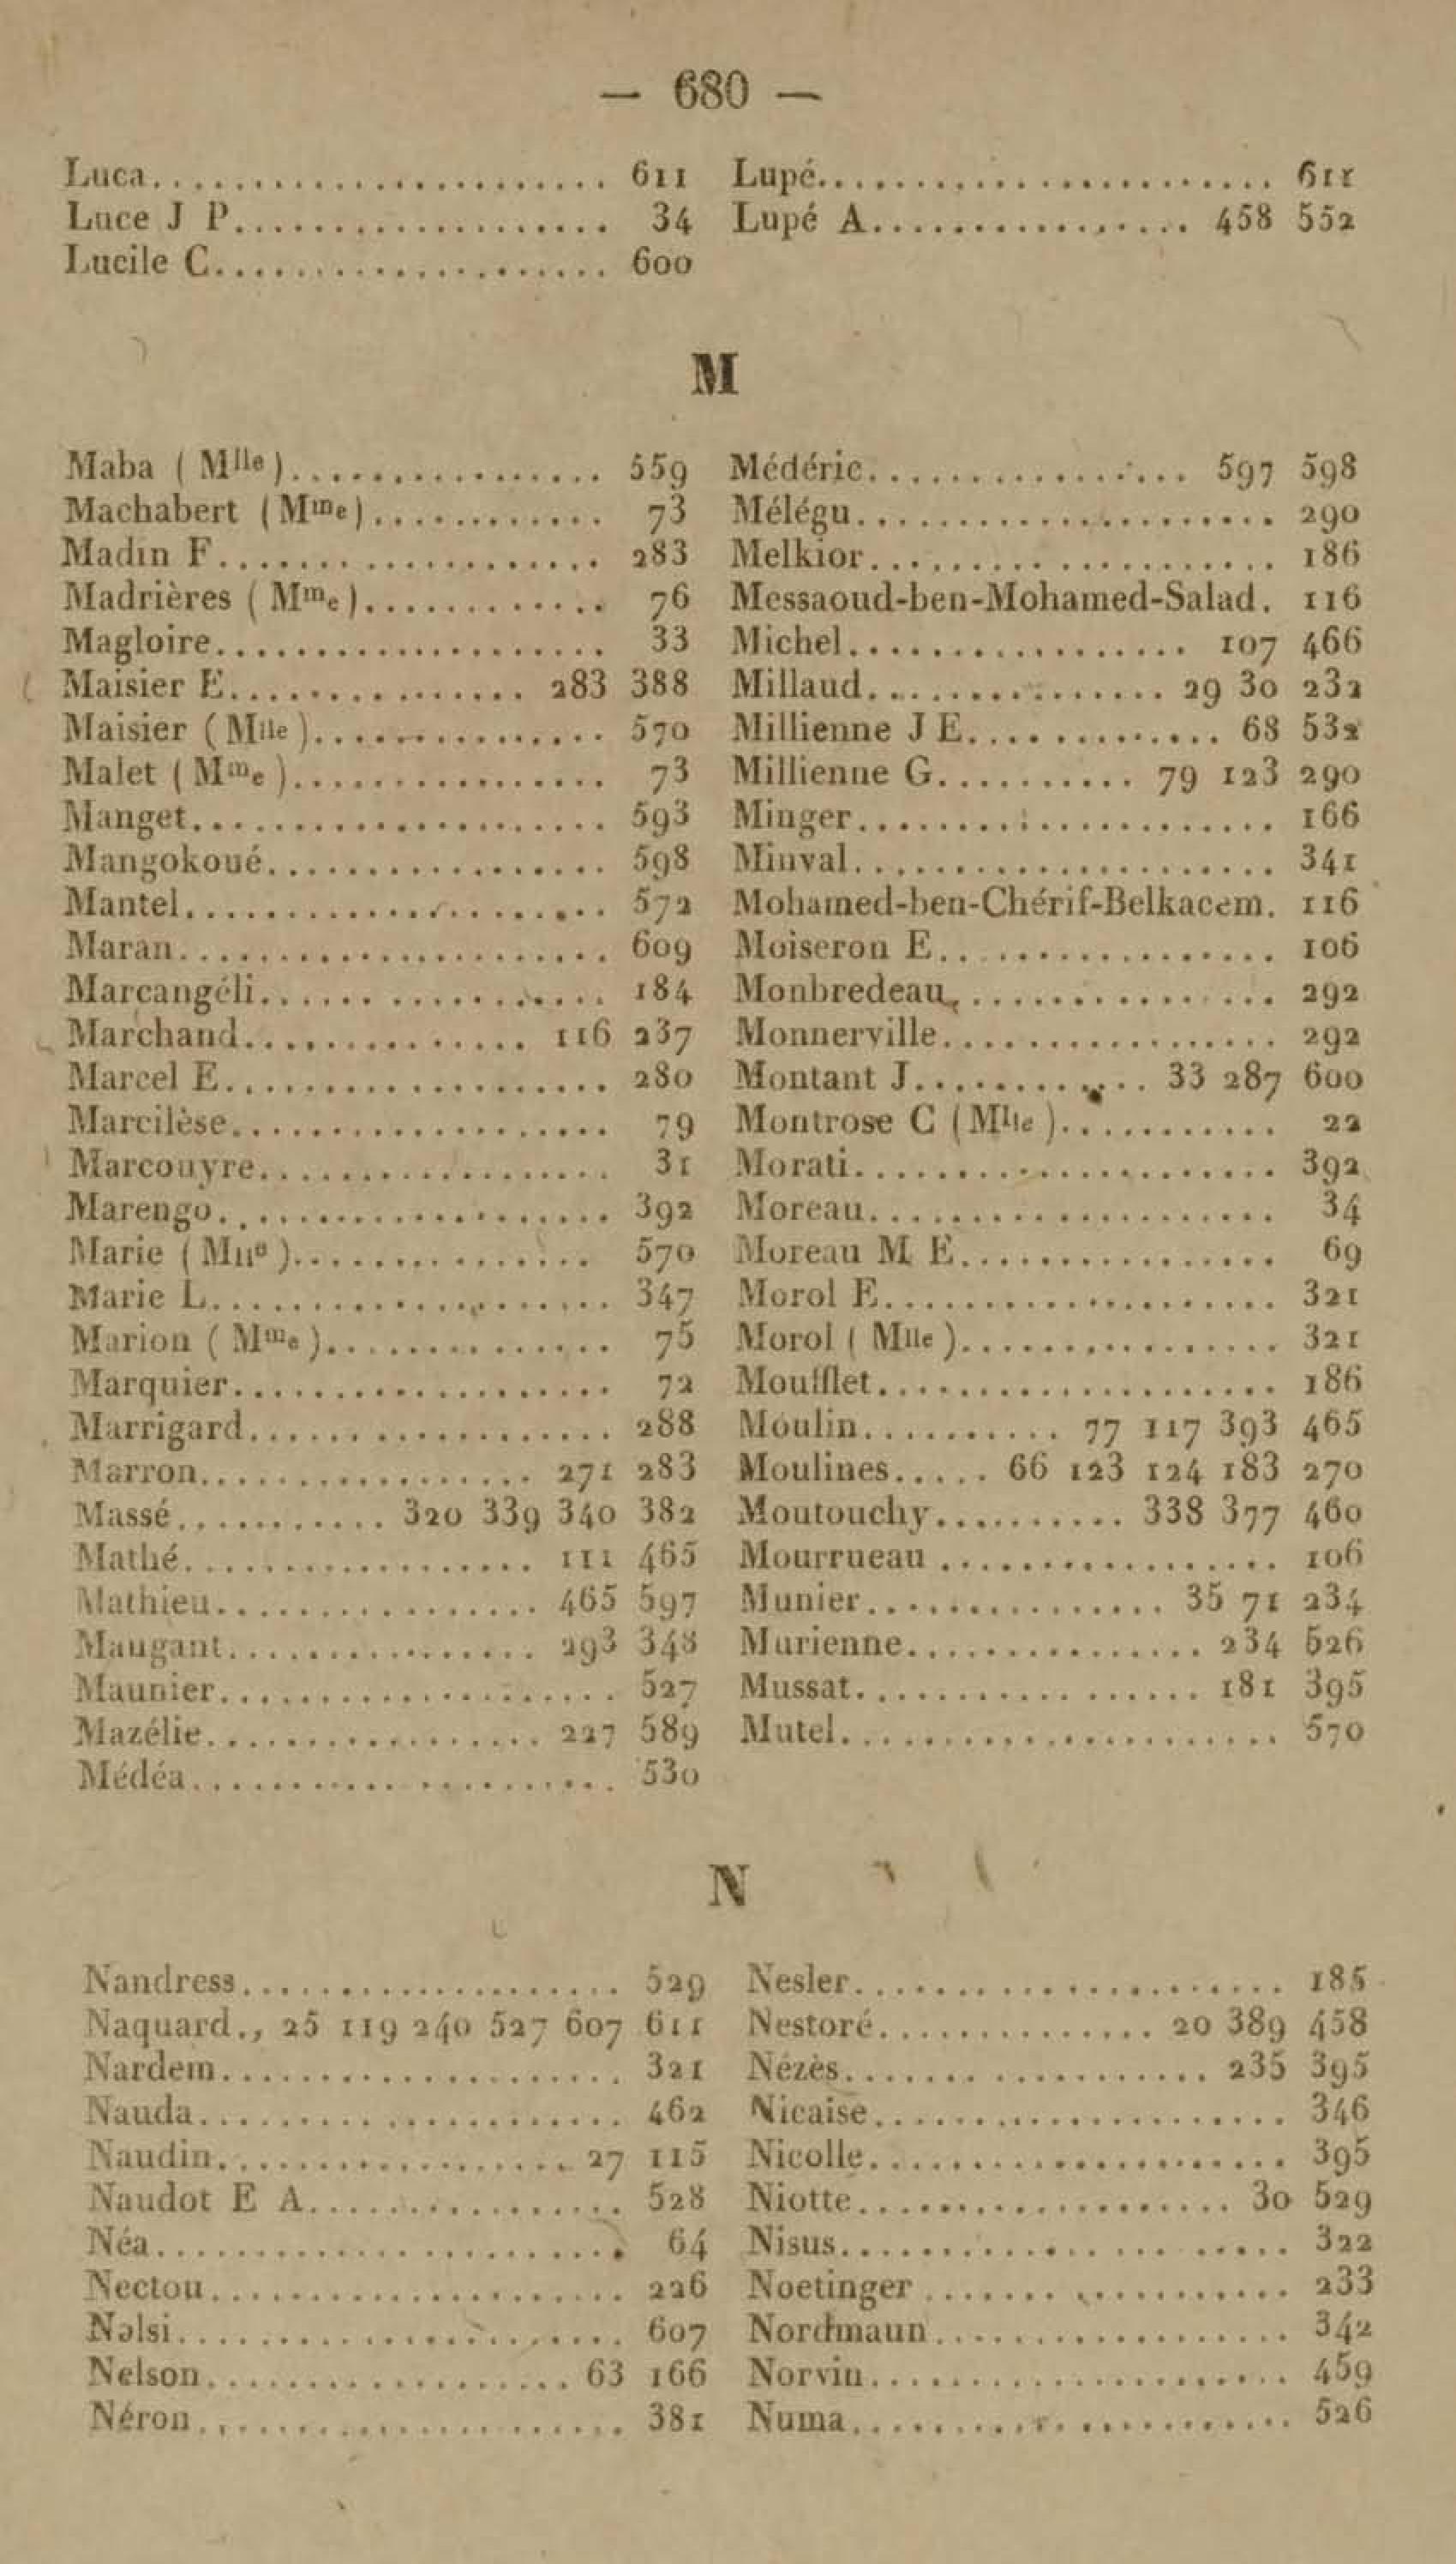 — 680 —
Luca........................ 611
Luce J P.................... 34
Lucile C.................... 600
Lupé........................ 611
Lupé A................ 458 552
M
Maba (Mlle)................ 559
Machabert (Mme)............ 73
Madin F.................... 283
Madrières (Mme)............ 76
Magloire.................... 33
Maisier E............... 283 388
Maisier (Mlle).............. 570
Malet (Mme)................ 73
Manget..................... 593
Mangokoué................. 598
Mantel..................... 572
Maran...................... 609
Marcangéli................. 184
Marchand.............. 116 237
Marcel E................... 280
Marcilèse................... 79
Marcouyre.................. 31
Marengo.................... 392
Marie (Mlle)............... 570
Marie L.................... 347
Marion (Mme).............. 75
Marquier................... 72
Marrigard.................. 288
Marron................. 271 283
Massé........... 320 339 340 382
Mathé.................. 111 465
Mathieu................ 465 597
Maugant................ 293 348
Maunier.................... 527
Mazélie................. 227 589
Médéa..................... 530
Médéric................ 597 598
Mélégu..................... 290
Melkior.................... 186
Messaoud-ben-Mohamed-Salad. 116
Michel................. 107 466
Millaud............... 29 30 232
Millienne J E............. 68 532
Millienne G.......... 79 123 290
Minger..................... 166
Minval..................... 341
Mohamed-ben-Chérif-Belkacem. 116
Moiseron E................. 106
Monbredeau................ 292
Monnerville................. 292
Montant J............ 33 287 600
Montrose C (Mlle)........... 22
Morati..................... 392
Moreau.................... 34
Moreau M E................ 69
Morol E.................... 321
Morol (Mlle)................ 321
Moufflet.................... 186
Moulin.......... 77 117 393 465
Moulines..... 66 123 124 183 270
Moutouchy.......... 338 377 460
Mourrueau ................. 106
Munier............... 35 71 234
Murienne............... 234 526
Mussat................. 181 395
Mutel...................... 570
N
Nandress................... 529
Naquard., 25 119 240 527 607 611
Nardem.................... 321
Nauda..................... 462
Naudin.................. 27 115
Naudot E A................ 528
Néa........................ 64
Nectou..................... 226
Nelsi....................... 607
Nelson.................. 63 166
Néron...................... 381
Nesler...................... 185
Nestoré.............. 20 389 458
Nézès................... 235 395
Nicaise..................... 346
Nicolle..................... 395
Niotte................... 30 529
Nisus...................... 322
Noetinger .................. 233
Nordmaun.................. 342
Norvin..................... 459
Numa...................... 526